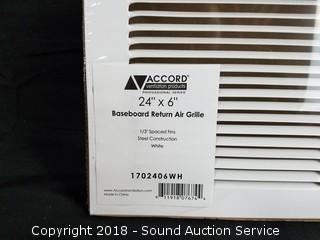 ACCORD
ventilation products
PROFESSIONAL SERIES
24" x 6"
Baseboard Return Air Grille
1/3" Spaced Fins
Steel Construction
White
1702406WH
www.AccordVentilation.com
Made in China
Copyright 2018 - Sound Auction Service